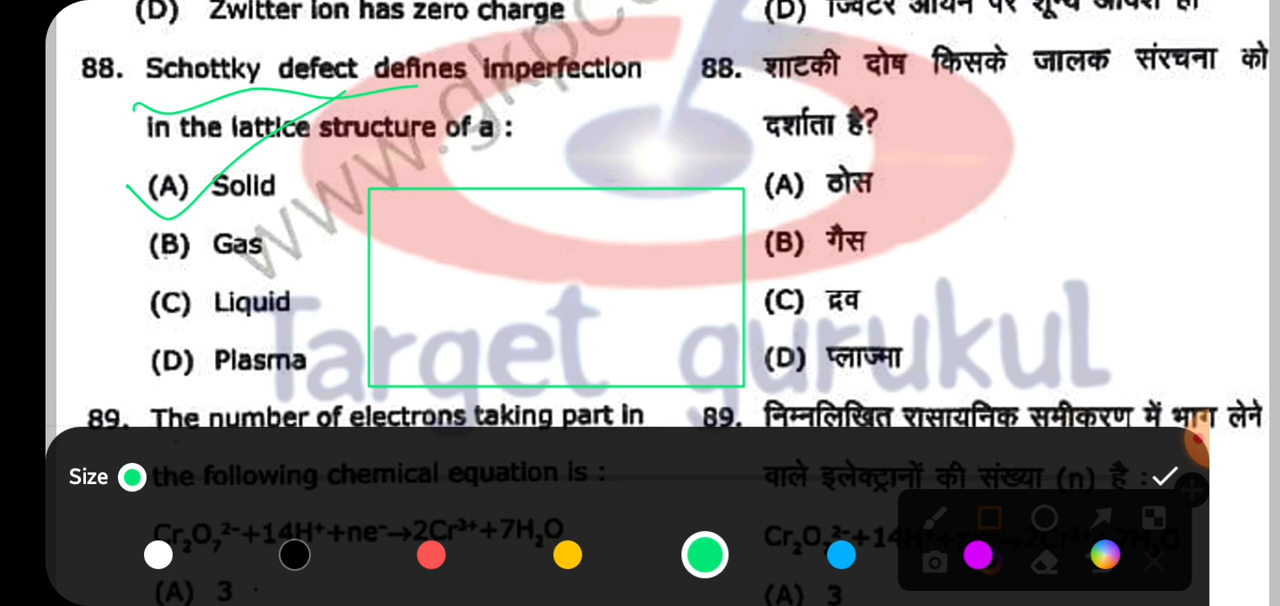 (D) Zwitter ion has zero charge
88. Schottky defect defines imperfection
in the lattice structure of a :
(A) Solid
(B) Gas
(C) Liquid
(D) Plasma
89. The number of electrons taking part in
the following chemical equation is :
Cr₂O₇²⁻+14H⁺+ne⁻→2Cr³⁺+7H₂O
(A) 3
(D) ज्विटर आयन पर शून्य
88. शाटकी दोष किसके जालक संरचना को
दर्शाता है?
(A) ठोस
(B) गैस
(C) द्रव
(D) प्लाज्मा
89. निम्नलिखित रासायनिक समीकरण में भाग लेने
वाले इलेक्ट्रानों की संख्या (n) है :
(A) 3
www.gkpc
Target gurukul
Size